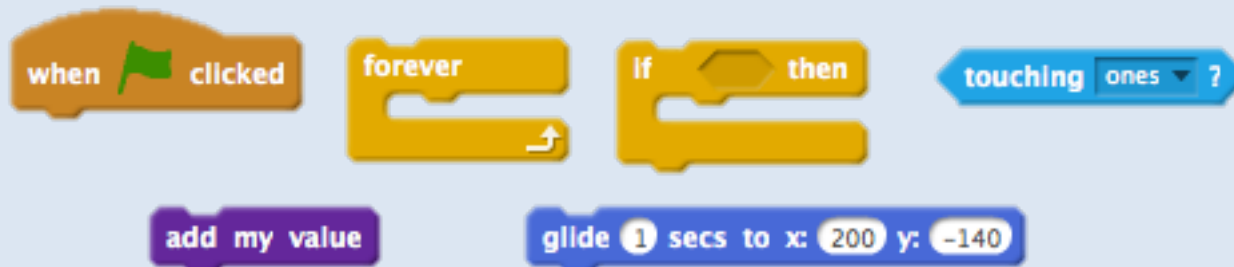 when clicked
forever
if then
touching ones ?
add my value
glide 1 secs to x: 200 y: -140